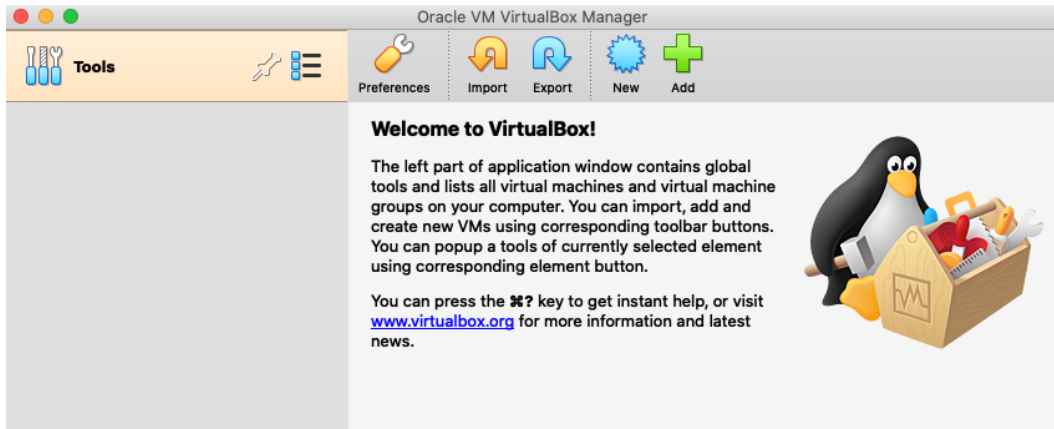 Oracle VM VirtualBox Manager
Tools
Preferences
Import
Export
New
Add
Welcome to VirtualBox!
The left part of application window contains global
tools and lists all virtual machines and virtual machine
groups on your computer. You can import, add and
create new VMs using corresponding toolbar buttons.
You can popup a tools of currently selected element
using corresponding element button.
You can press the ⌘? key to get instant help, or visit
www.virtualbox.org for more information and latest
news.